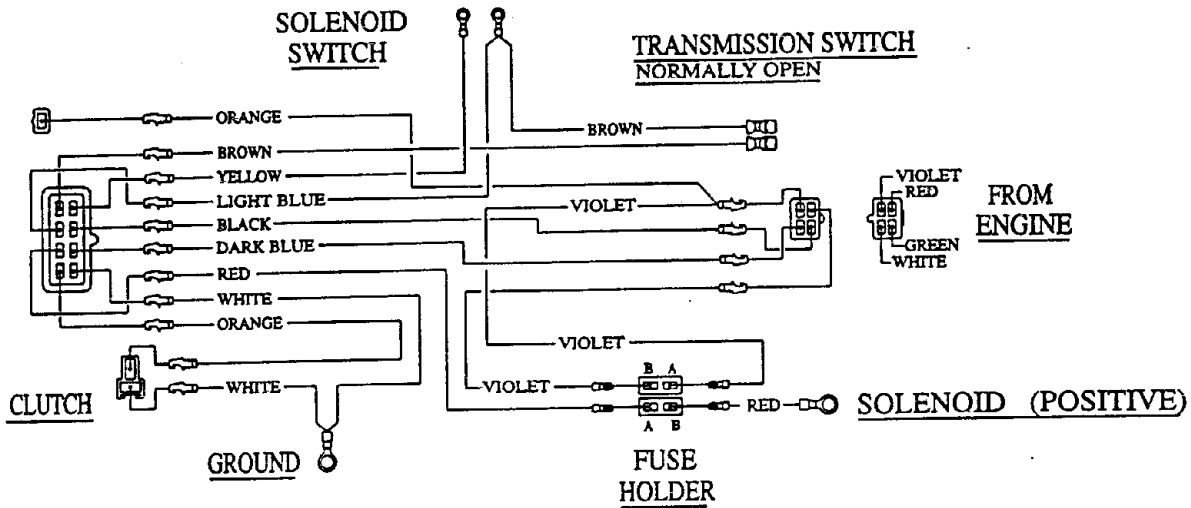 SOLENOID
SWITCH
TRANSMISSION SWITCH
NORMALLY OPEN
ORANGE
BROWN
BROWN
YELLOW
LIGHT BLUE
VIOLET
BLACK
DARK BLUE
RED
WHITE
ORANGE
VIOLET
RED
GREEN
WHITE
FROM
ENGINE
VIOLET
B A
VIOLET
WHITE
CLUTCH
A B
RED
SOLENOID (POSITIVE)
GROUND
FUSE
HOLDER